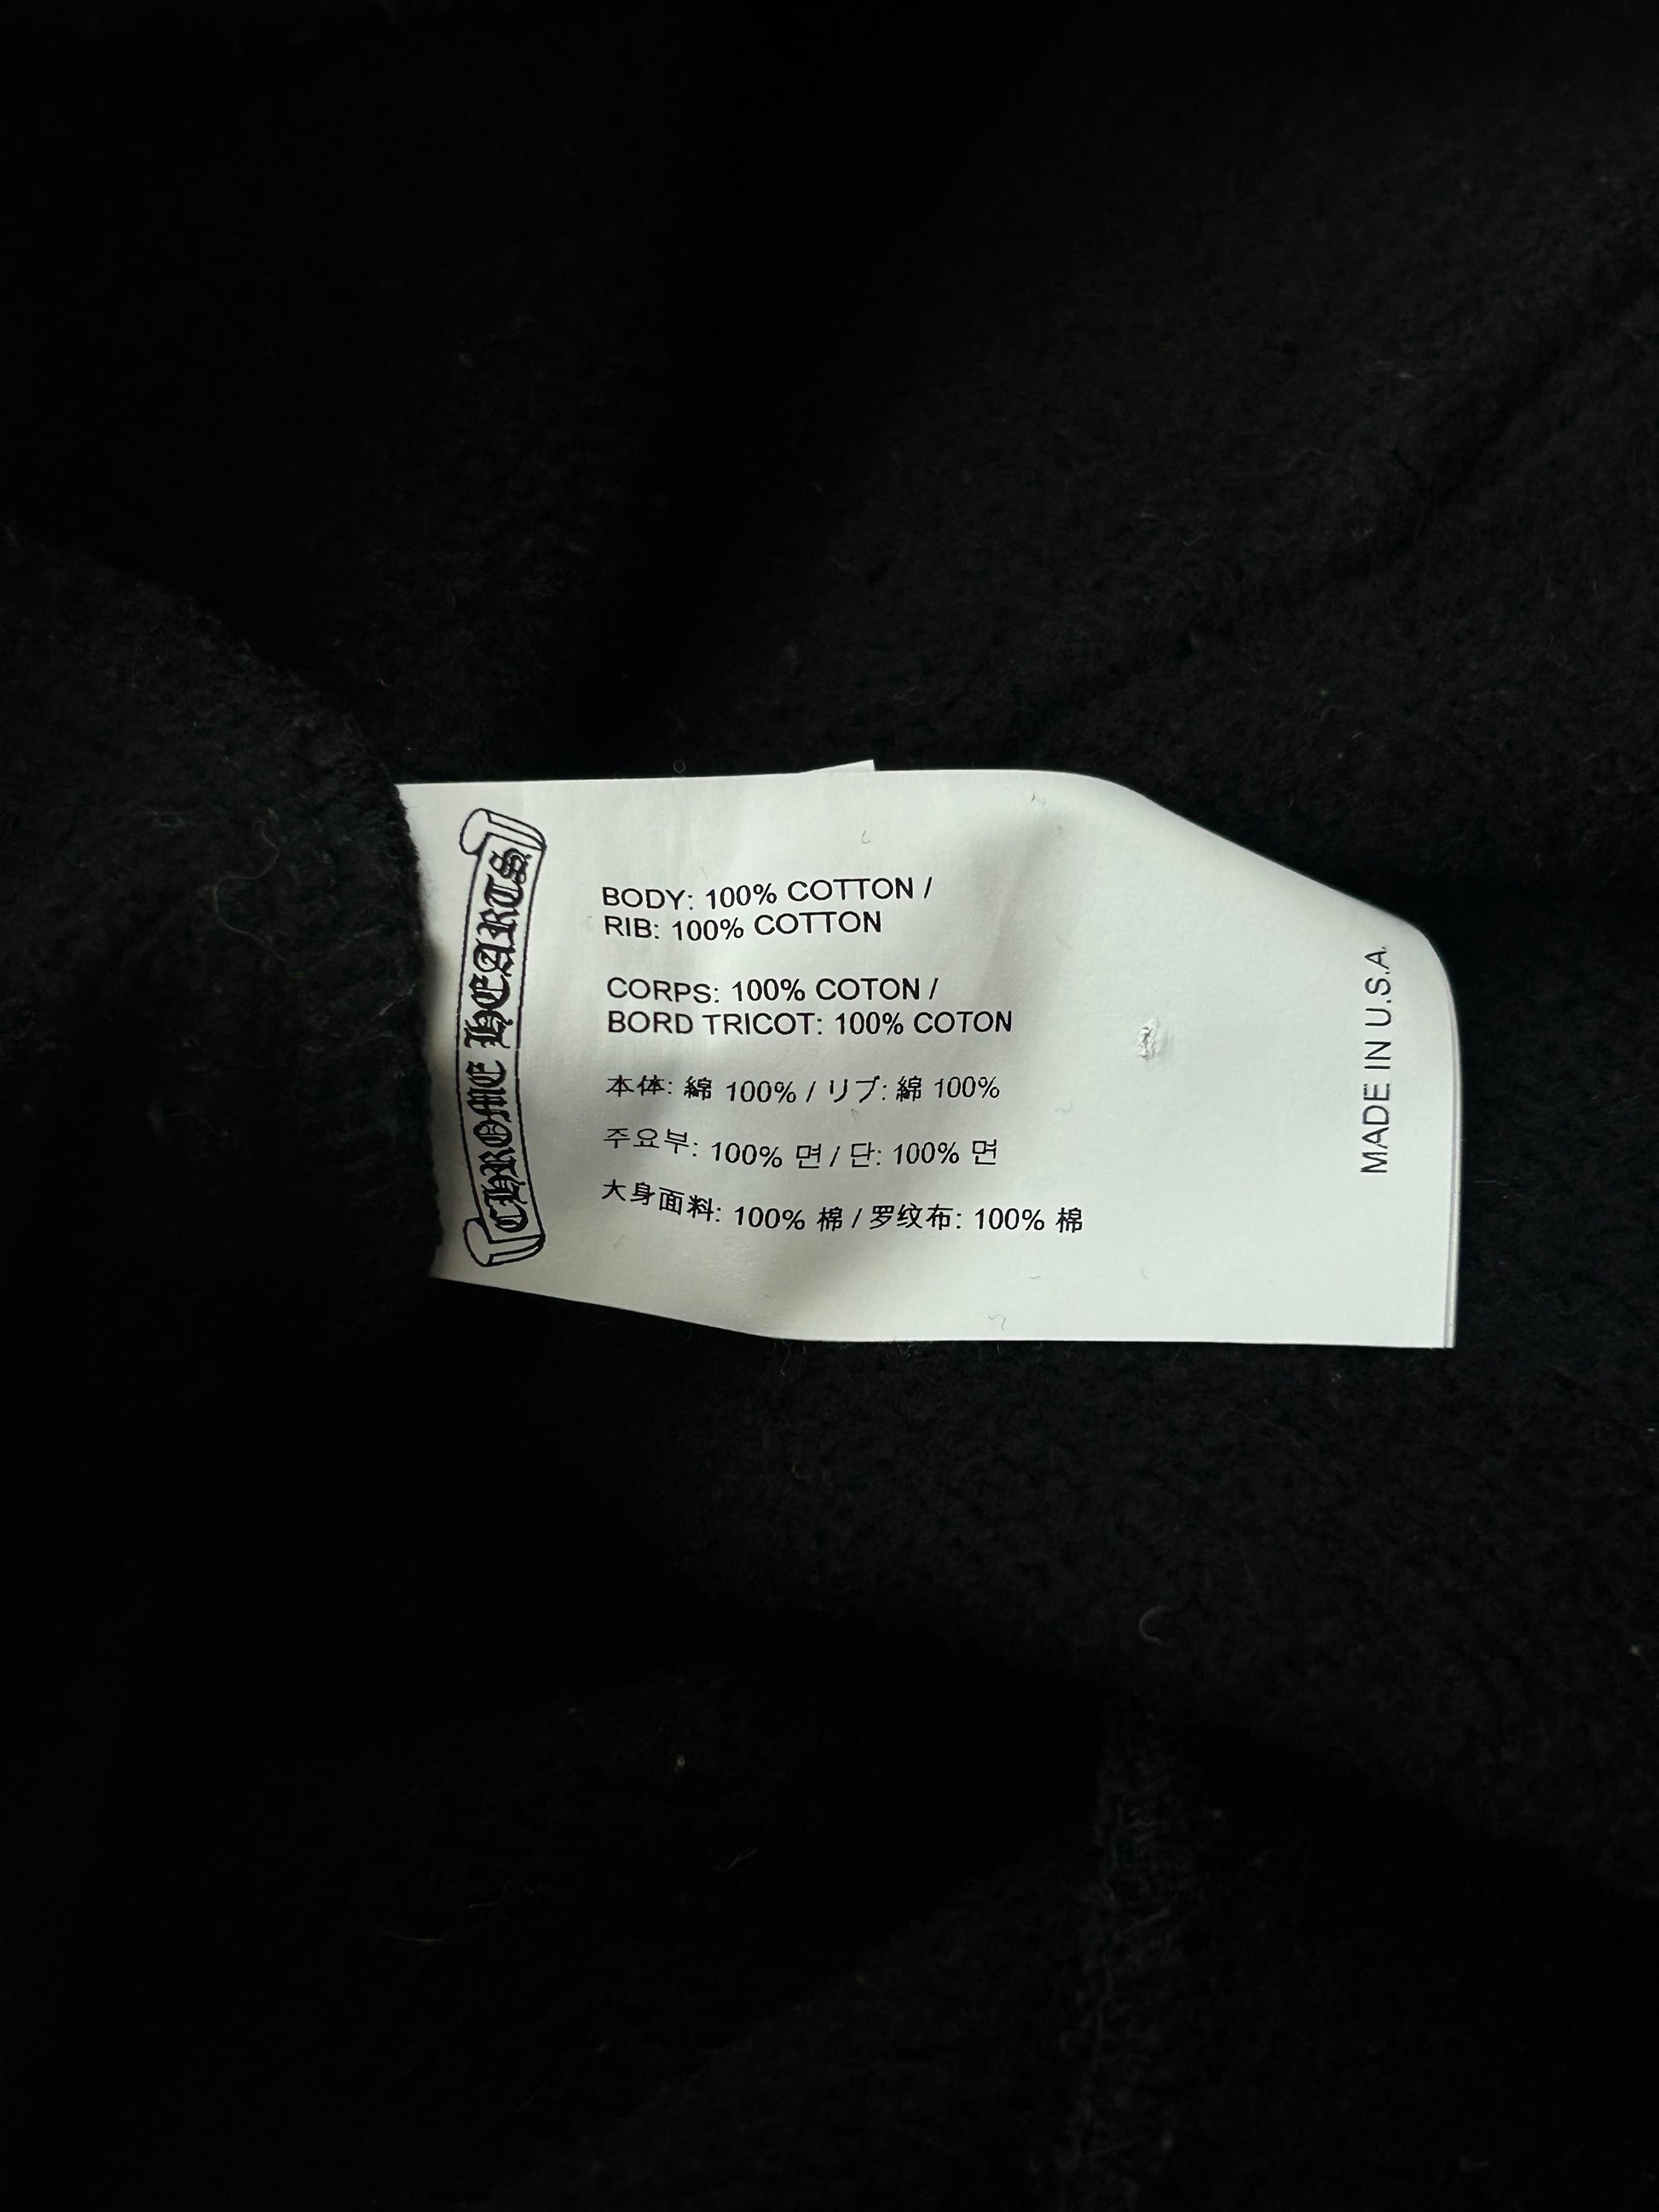 CHROME HEARTS
BODY: 100% COTTON /
RIB: 100% COTTON
CORPS: 100% COTON /
BORD TRICOT: 100% COTON
本体: 綿 100% / リブ: 綿 100%
주요부: 100% 면 / 단: 100% 면
大身面料: 100% 棉 / 罗纹布: 100% 棉
MADE IN U.S.A.